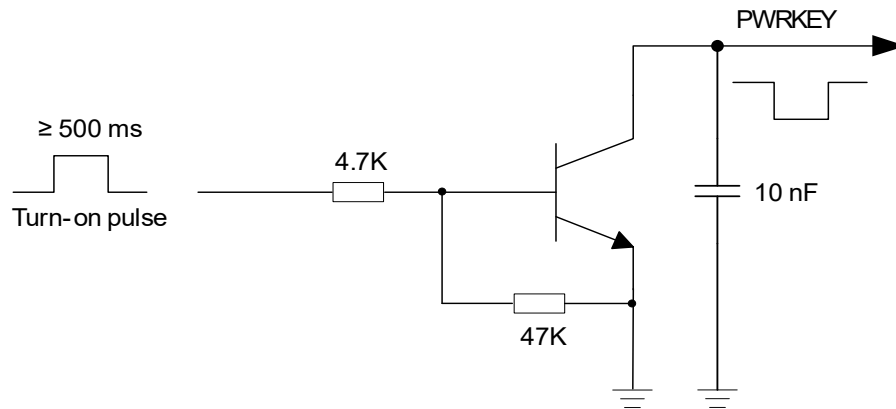 PWRKEY
≥ 500 ms
4.7K
10 nF
Turn-on pulse
47K